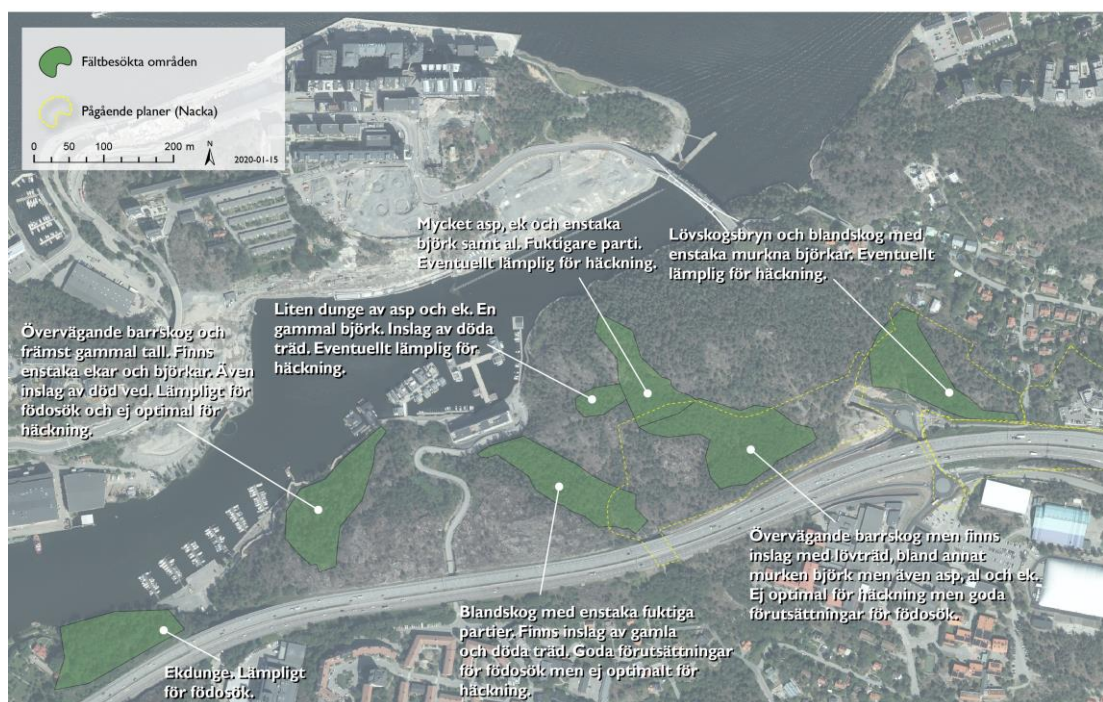 Fältbesökta områden
Pågående planer (Nacka)
0 50 100 200 m
N
2020-01-15
Mycket asp, ek och enstaka
björk samt al. Fuktigare parti.
Eventuellt lämplig för häckning.
Lövskogsbryn och blandskog med
enstaka murkna björkar. Eventuellt
lämplig för häckning.
Liten dunge av asp och ek. En
gammal björk. Inslag av döda
träd. Eventuellt lämplig för
häckning.
Övervägande barrskog och
främst gammal tall. Finns
enstaka ekar och björkar. Även
inslag av död ved. Lämpligt för
födosök och ej optimal för
häckning.
Övervägande barrskog men finns
inslag med lövträd, bland annat
murken björk men även asp, al och ek.
Ej optimal för häckning men goda
förutsättningar för födosök.
Blandskog med enstaka fuktiga
partier. Finns inslag av gamla
och döda träd. Goda förutsättningar
för födosök men ej optimalt för
häckning.
Ekdunge. Lämpligt
för födosök.